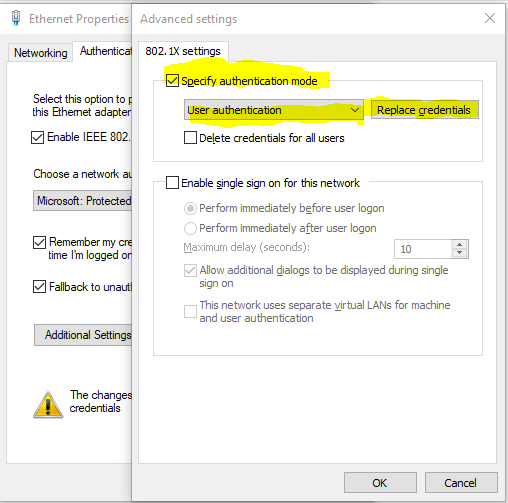 Ethernet Properties
Advanced settings
Networking
802.1X settings
Select this option to p
this Ethernet adapter
Enable IEEE 802.
Choose a network au
Microsoft: Protected
Remember my cre
time I'm logged on
Fallback to unauth
Additional Settings
The changes
credentials
Specify authentication mode
User authentication
Replace credentials
Delete credentials for all users
Enable single sign on for this network
Perform immediately before user logon
Perform immediately after user logon
Maximum delay (seconds):
10
Allow additional dialogs to be displayed during single
sign on
This network uses separate virtual LANs for machine
and user authentication
OK
Cancel